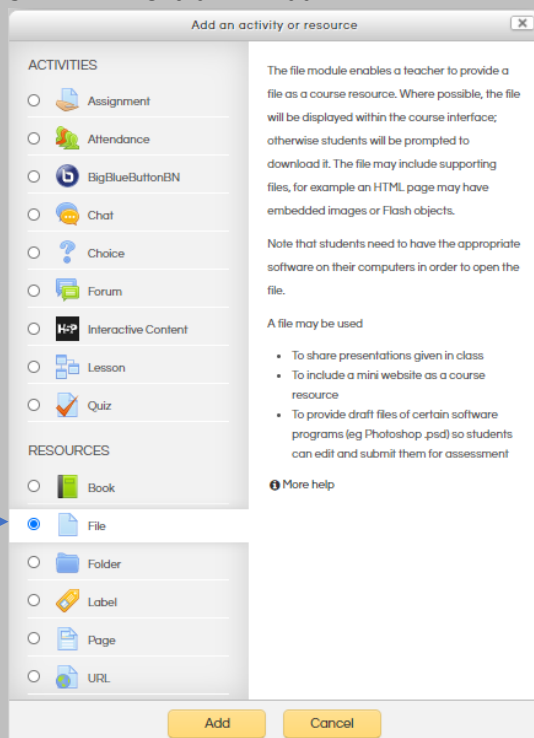 Add an activity or resource
x
ACTIVITIES
Assignment
Attendance
BigBlueButtonBN
Chat
Choice
Forum
H-P Interactive Content
Lesson
Quiz
RESOURCES
Book
File
Folder
Label
Page
URL
The file module enables a teacher to provide a
file as a course resource. Where possible, the file
will be displayed within the course interface;
otherwise students will be prompted to
download it. The file may include supporting
files, for example an HTML page may have
embedded images or Flash objects.
Note that students need to have the appropriate
software on their computers in order to open the
file.
A file may be used
• To share presentations given in class
• To include a mini website as a course
resource
• To provide draft files of certain software
programs (eg Photoshop .psd) so students
can edit and submit them for assessment
More help
Add
Cancel